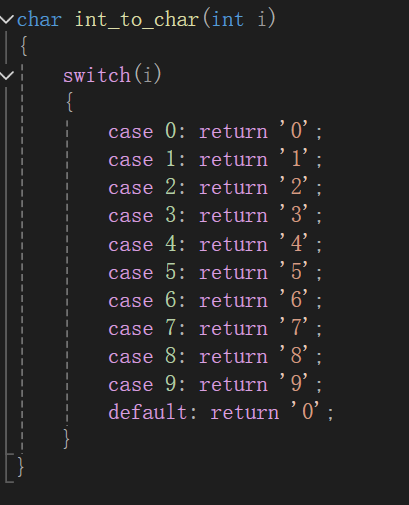 char int_to_char(int i)
{
    switch(i)
    {
        case 0: return '0';
        case 1: return '1';
        case 2: return '2';
        case 3: return '3';
        case 4: return '4';
        case 5: return '5';
        case 6: return '6';
        case 7: return '7';
        case 8: return '8';
        case 9: return '9';
        default: return '0';
    }
}